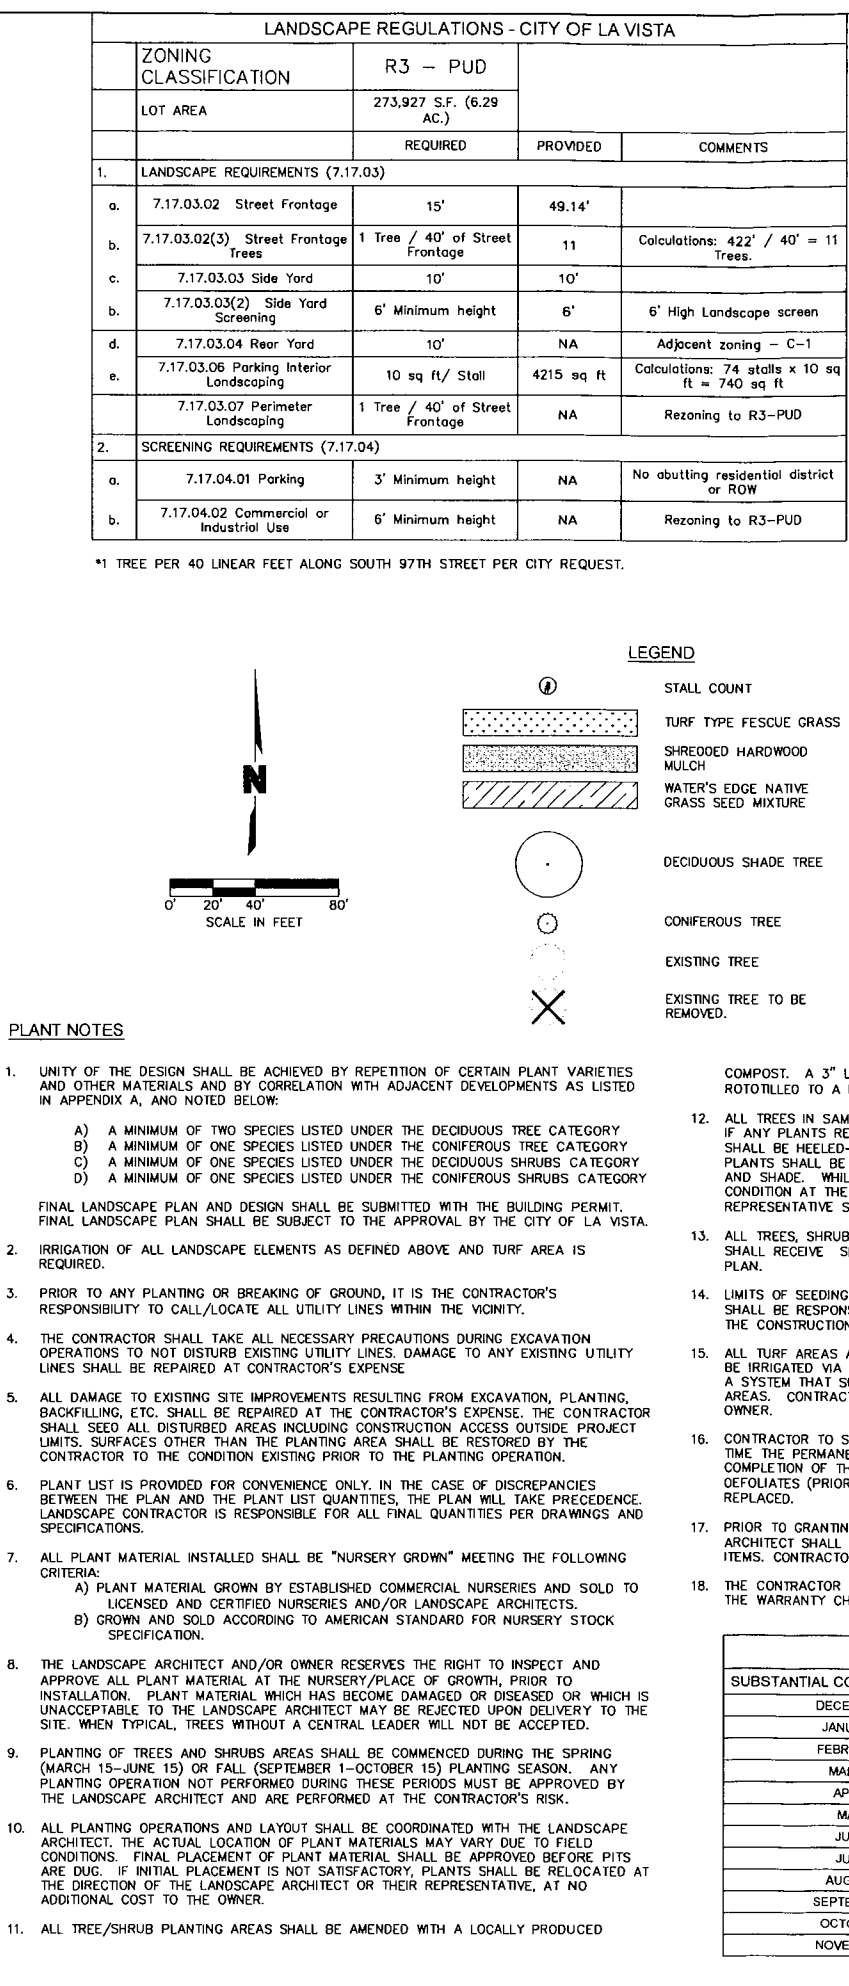 LANDSCAPE REGULATIONS - CITY OF LA VISTA
ZONING
CLASSIFICATION
R3 – PUD
LOT AREA
273,927 S.F. (6.29
AC.)
REQUIRED PROVIDED COMMENTS
1. LANDSCAPE REQUIREMENTS (7.17.03)
a. 7.17.03.02 Street Frontage 15' 49.14'
b. 7.17.03.02(3) Street Frontage
Trees
1 Tree / 40' of Street
Frontage
11
Calculations: 422' / 40' = 11
Trees.
c. 7.17.03.03 Side Yard 10' 10'
b. 7.17.03.03(2) Side Yard
Screening
6' Minimum height 6' 6' High Landscape screen
d. 7.17.03.04 Rear Yard 10' NA Adjacent zoning – C-1
e. 7.17.03.06 Parking Interior
Landscaping
10 sq ft/ Stall 4215 sq ft
Calculations: 74 stalls x 10 sq
ft = 740 sq ft
7.17.03.07 Perimeter
Landscaping
1 Tree / 40' of Street
Frontage
NA Rezoning to R3-PUD
2. SCREENING REQUIREMENTS (7.17.04)
a. 7.17.04.01 Parking 3' Minimum height NA
No abutting residential district
or ROW
b. 7.17.04.02 Commercial or
Industrial Use
6' Minimum height NA Rezoning to R3-PUD
*1 TREE PER 40 LINEAR FEET ALONG SOUTH 97TH STREET PER CITY REQUEST.
LEGEND
STALL COUNT
TURF TYPE FESCUE GRASS
SHREDDED HARDWOOD
MULCH
WATER'S EDGE NATIVE
GRASS SEED MIXTURE
DECIDUOUS SHADE TREE
CONIFEROUS TREE
EXISTING TREE
EXISTING TREE TO BE
REMOVED.
N
0' 20' 40' 80'
SCALE IN FEET
PLANT NOTES
1. UNITY OF THE DESIGN SHALL BE ACHIEVED BY REPETITION OF CERTAIN PLANT VARIETIES
AND OTHER MATERIALS AND BY CORRELATION WITH ADJACENT DEVELOPMENTS AS LISTED
IN APPENDIX A, AND NOTED BELOW:
A) A MINIMUM OF TWO SPECIES LISTED UNDER THE DECIDUOUS TREE CATEGORY
B) A MINIMUM OF ONE SPECIES LISTED UNDER THE CONIFEROUS TREE CATEGORY
C) A MINIMUM OF ONE SPECIES LISTED UNDER THE DECIDUOUS SHRUBS CATEGORY
D) A MINIMUM OF ONE SPECIES LISTED UNDER THE CONIFEROUS SHRUBS CATEGORY
FINAL LANDSCAPE PLAN AND DESIGN SHALL BE SUBMITTED WITH THE BUILDING PERMIT.
FINAL LANDSCAPE PLAN SHALL BE SUBJECT TO THE APPROVAL BY THE CITY OF LA VISTA.
2. IRRIGATION OF ALL LANDSCAPE ELEMENTS AS DEFINED ABOVE AND TURF AREA IS
REQUIRED.
3. PRIOR TO ANY PLANTING OR BREAKING OF GROUND, IT IS THE CONTRACTOR'S
RESPONSIBILITY TO CALL/LOCATE ALL UTILITY LINES WITHIN THE VICINITY.
4. THE CONTRACTOR SHALL TAKE ALL NECESSARY PRECAUTIONS DURING EXCAVATION
OPERATIONS TO NOT DISTURB EXISTING UTILITY LINES. DAMAGE TO ANY EXISTING UTILITY
LINES SHALL BE REPAIRED AT CONTRACTOR'S EXPENSE
5. ALL DAMAGE TO EXISTING SITE IMPROVEMENTS RESULTING FROM EXCAVATION, PLANTING,
BACKFILLING, ETC. SHALL BE REPAIRED AT THE CONTRACTOR'S EXPENSE. THE CONTRACTOR
SHALL SEED ALL DISTURBED AREAS INCLUDING CONSTRUCTION ACCESS OUTSIDE PROJECT
LIMITS. SURFACES OTHER THAN THE PLANTING AREA SHALL BE RESTORED BY THE
CONTRACTOR TO THE CONDITION EXISTING PRIOR TO THE PLANTING OPERATION.
6. PLANT LIST IS PROVIDED FOR CONVENIENCE ONLY. IN THE CASE OF DISCREPANCIES
BETWEEN THE PLAN AND THE PLANT LIST QUANTITIES, THE PLAN WILL TAKE PRECEDENCE.
LANDSCAPE CONTRACTOR IS RESPONSIBLE FOR ALL FINAL QUANTITIES PER DRAWINGS AND
SPECIFICATIONS.
7. ALL PLANT MATERIAL INSTALLED SHALL BE "NURSERY GROWN" MEETING THE FOLLOWING
CRITERIA:
A) PLANT MATERIAL GROWN BY ESTABLISHED COMMERCIAL NURSERIES AND SOLD TO
LICENSED AND CERTIFIED NURSERIES AND/OR LANDSCAPE ARCHITECTS.
B) GROWN AND SOLD ACCORDING TO AMERICAN STANDARD FOR NURSERY STOCK
SPECIFICATION.
8. THE LANDSCAPE ARCHITECT AND/OR OWNER RESERVES THE RIGHT TO INSPECT AND
APPROVE ALL PLANT MATERIAL AT THE NURSERY/PLACE OF GROWTH, PRIOR TO
INSTALLATION. PLANT MATERIAL WHICH HAS BECOME DAMAGED OR DISEASED OR WHICH IS
UNACCEPTABLE TO THE LANDSCAPE ARCHITECT MAY BE REJECTED UPON DELIVERY TO THE
SITE. WHEN TYPICAL, TREES WITHOUT A CENTRAL LEADER WILL NOT BE ACCEPTED.
9. PLANTING OF TREES AND SHRUBS AREAS SHALL BE COMMENCED DURING THE SPRING
(MARCH 15–JUNE 15) OR FALL (SEPTEMBER 1–OCTOBER 15) PLANTING SEASON. ANY
PLANTING OPERATION NOT PERFORMED DURING THESE PERIODS MUST BE APPROVED BY
THE LANDSCAPE ARCHITECT AND ARE PERFORMED AT THE CONTRACTOR'S RISK.
10. ALL PLANTING OPERATIONS AND LAYOUT SHALL BE COORDINATED WITH THE LANDSCAPE
ARCHITECT. THE ACTUAL LOCATION OF PLANT MATERIALS MAY VARY DUE TO FIELD
CONDITIONS. FINAL PLACEMENT OF PLANT MATERIAL SHALL BE APPROVED BEFORE PITS
ARE DUG. IF INITIAL PLACEMENT IS NOT SATISFACTORY, PLANTS SHALL BE RELOCATED AT
THE DIRECTION OF THE LANDSCAPE ARCHITECT OR THEIR REPRESENTATIVE, AT NO
ADDITIONAL COST TO THE OWNER.
11. ALL TREE/SHRUB PLANTING AREAS SHALL BE AMENDED WITH A LOCALLY PRODUCED
COMPOST. A 3"
ROTOTILLED TO A
12. ALL TREES IN SAM
IF ANY PLANTS RE
SHALL BE HEELED-
PLANTS SHALL BE
AND SHADE. WHIL
CONDITION AT THE
REPRESENTATIVE S
13. ALL TREES, SHRUB
SHALL RECEIVE S
PLAN.
14. LIMITS OF SEEDING
SHALL BE RESPONS
THE CONSTRUCTION
15. ALL TURF AREAS A
BE IRRIGATED VIA
A SYSTEM THAT S
AREAS. CONTRACT
OWNER.
16. CONTRACTOR TO S
TIME THE PERMANE
COMPLETION OF TH
DEFOLIATES (PRIOR
REPLACED.
17. PRIOR TO GRANTIN
ARCHITECT SHALL
ITEMS. CONTRACTO
18. THE CONTRACTOR
THE WARRANTY CH
SUBSTANTIAL CO
DECE
JANU
FEBR
MA
AP
MA
JU
JU
AUG
SEPTE
OCTO
NOVE